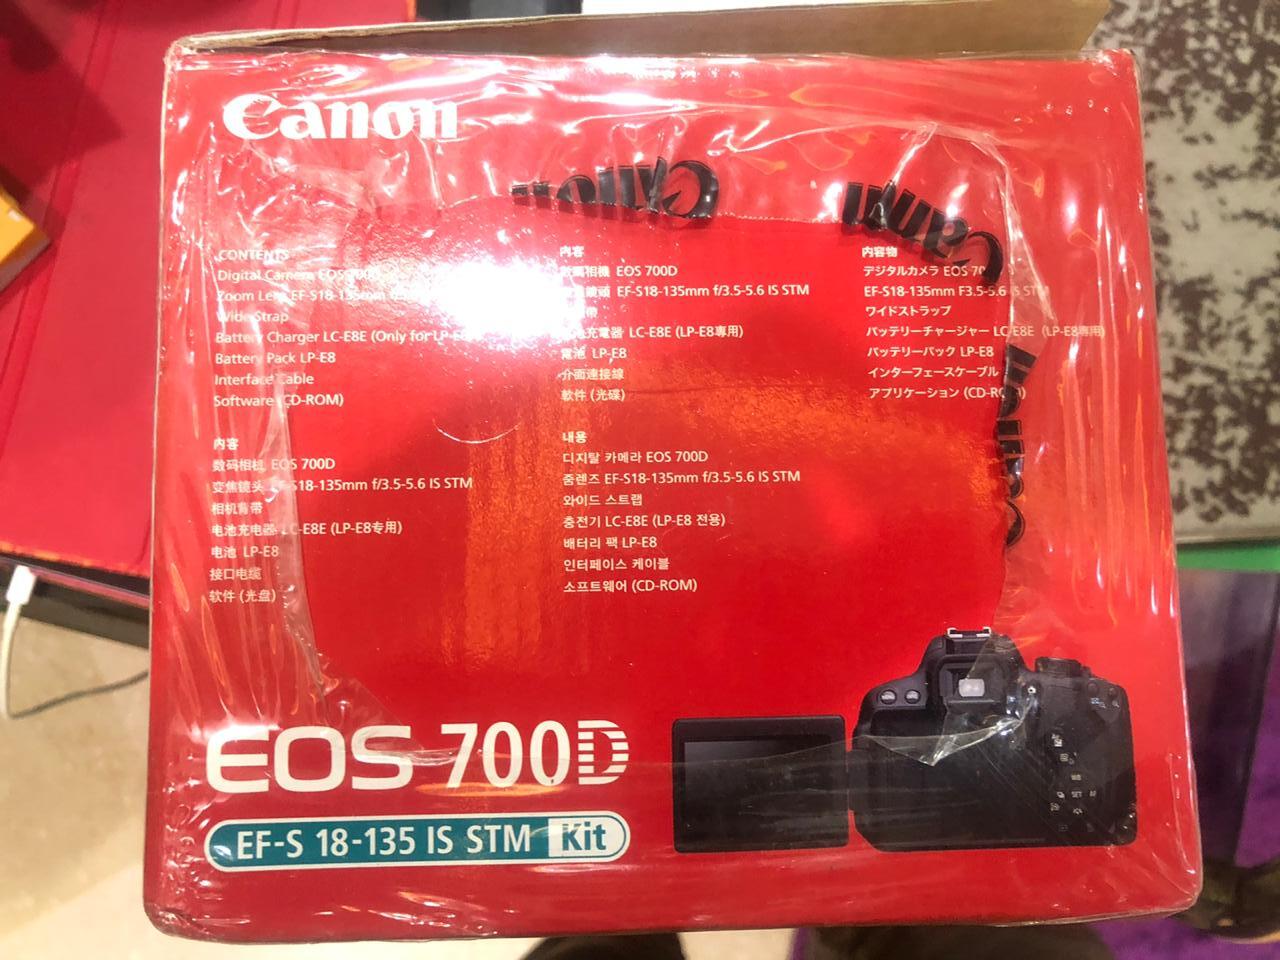 Canon
Canon
Canon
Canon
CONTENTS
Digital Camera EOS 700D
Zoom Lens EF-S18-135mm
Wide Strap
Battery Charger LC-E8E (Only for LP-E8)
Battery Pack LP-E8
Interface Cable
Software (CD-ROM)
内容
數碼相機 EOS 700D
鏡頭 EF-S18-135mm f/3.5-5.6 IS STM
帶
充電器 LC-E8E (LP-E8專用)
電池 LP-E8
介面連接線
軟件 (光碟)
内容物
デジタルカメラ EOS 70
EF-S18-135mm F3.5-5.6 IS STM
ワイドストラップ
バッテリーチャージャー LC-E8E (LP-E8専用)
バッテリーパック LP-E8
インターフェースケーブル
アプリケーション (CD-ROM)
内容
数码相机 EOS 700D
变焦镜头 EF-S18-135mm f/3.5-5.6 IS STM
相机背带
电池充电器 LC-E8E (LP-E8专用)
电池 LP-E8
接口电缆
软件 (光盘)
내용
디지탈 카메라 EOS 700D
줌렌즈 EF-S18-135mm f/3.5-5.6 IS STM
와이드 스트랩
충전기 LC-E8E (LP-E8 전용)
배터리 팩 LP-E8
인터페이스 케이블
소프트웨어 (CD-ROM)
EOS 700D
EF-S 18-135 IS STM Kit